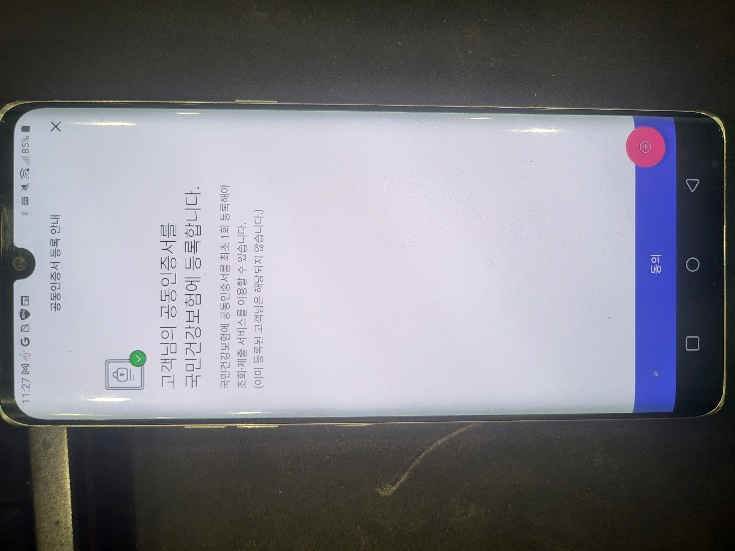 11:27
85%
공동인증서 등록 안내
고객님의 공동인증서를
국민건강보험에 등록합니다.
국민건강보험에 공동인증서를 최초 1회 등록해야
조회/제출 서비스를 이용할 수 있습니다.
(이미 등록된 고객님은 해당되지 않습니다.)
동의